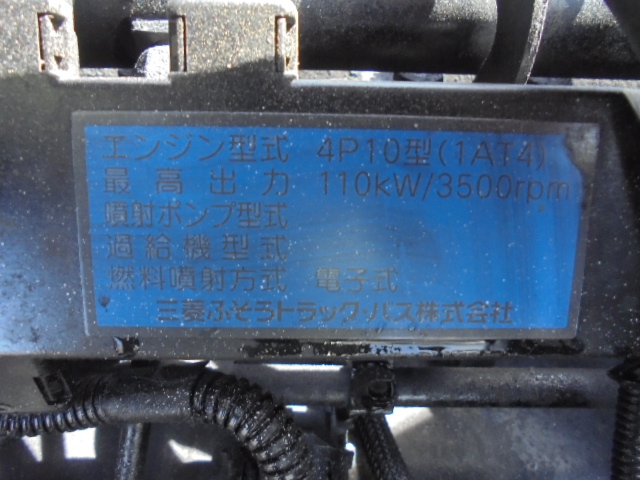 エンジン型式 4P10型(1AT4)
最高出力 110kW/3500rpm
噴射ポンプ型式
過給機型式
燃料噴射方式 電子式
三菱ふそうトラック・バス株式会社